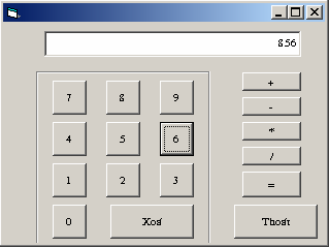 856
7 8 9 +
-
4 5 6 *
/
1 2 3 =
0 Xoá Thoát